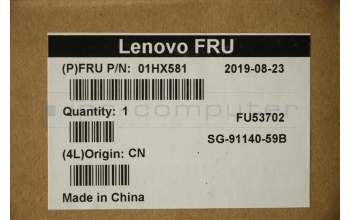 Lenovo FRU
(P)FRU P/N: 01HX581 2019-08-23
Quantity: 1
FU53702
SG-91140-59B
(4L)Origin: CN
Made in China